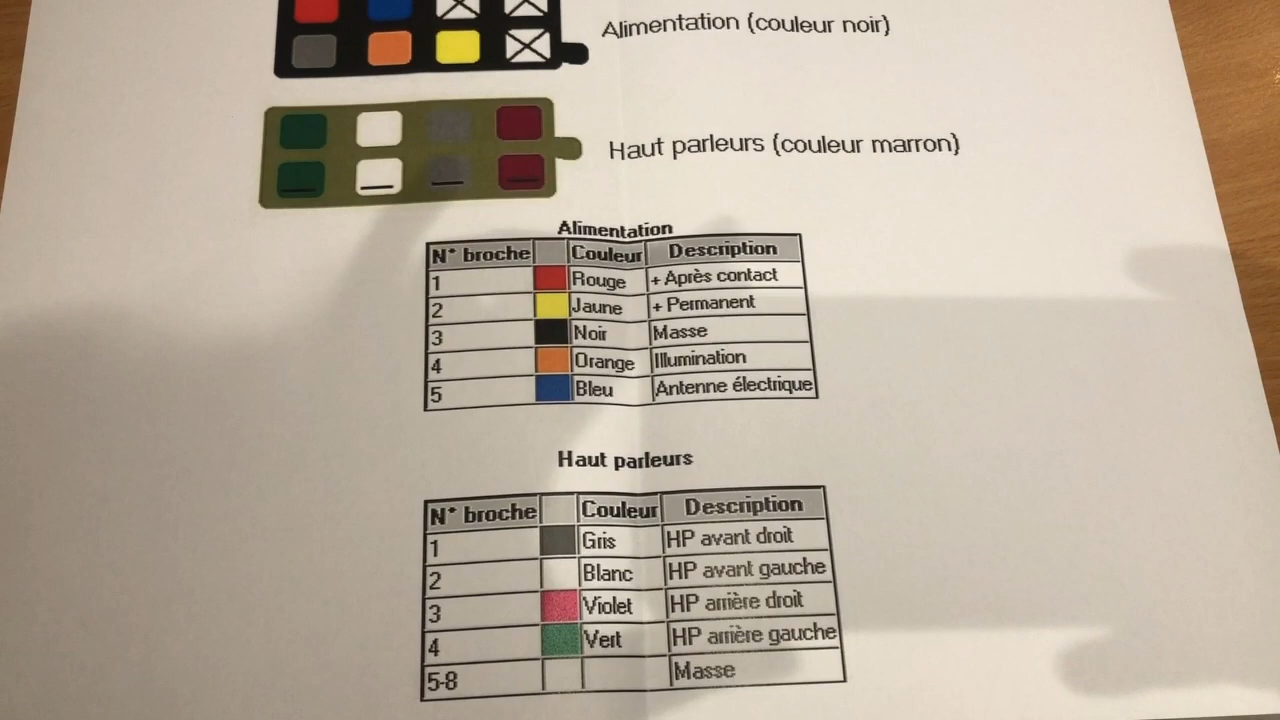 Alimentation (couleur noir)
Haut parleurs (couleur marron)
Alimentation
N° broche Couleur Description
1 Rouge + Après contact
2 Jaune + Permanent
3 Noir Masse
4 Orange Illumination
5 Bleu Antenne électrique
Haut parleurs
N° broche Couleur Description
1 Gris HP avant droit
2 Blanc HP avant gauche
3 Violet HP arrière droit
4 Vert HP arrière gauche
5-8 Masse